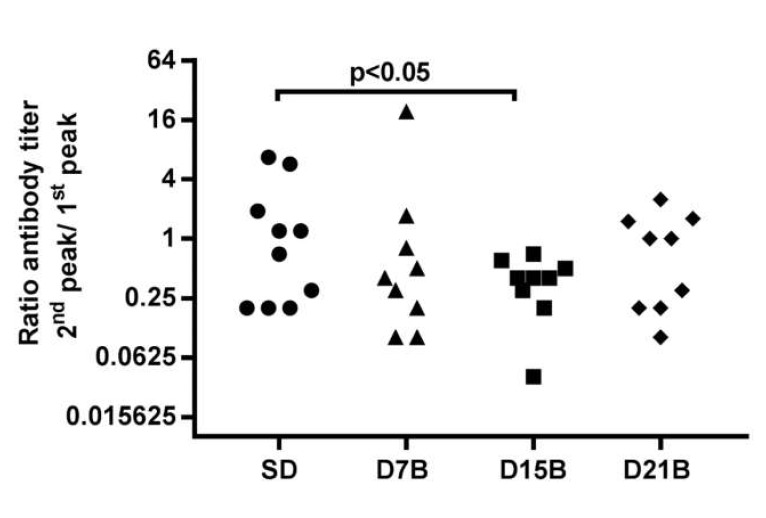 Ratio antibody titer
2nd peak/ 1st peak
64
16
4
1
0.25
0.0625
0.015625
p<0.05
SD D7B D15B D21B